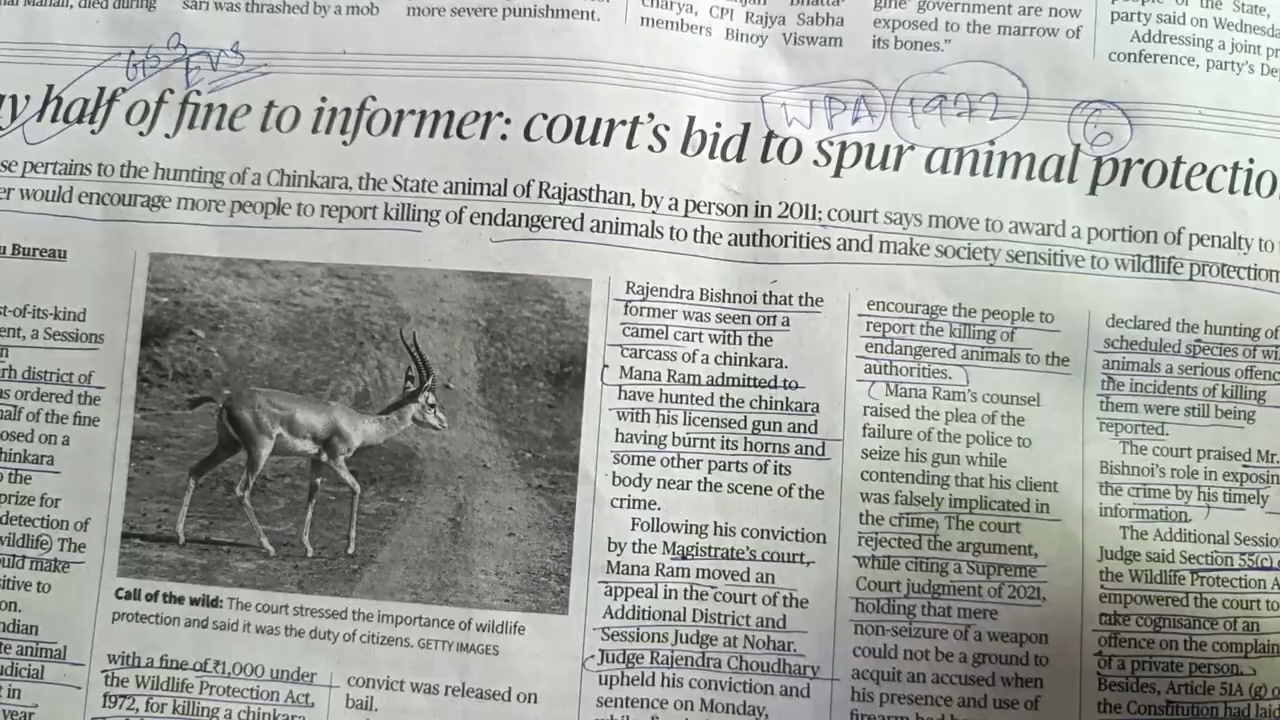 sari was thrashed by a mob
more severe punishment.
charya, CPI Rajya Sabha
members Binoy Viswam
gine government are now
exposed to the marrow of
its bones."
the State,
party said on Wednesda
Addressing a joint pr
conference, party's De
GS 3
EVS
WPA 1972 6
y half of fine to informer: court's bid to spur animal protectio
se pertains to the hunting of a Chinkara, the State animal of Rajasthan, by a person in 2011; court says move to award a portion of penalty to
er would encourage more people to report killing of endangered animals to the authorities and make society sensitive to wildlife protection
u Bureau
st-of-its-kind
ent, a Sessions
n
rh district of
as ordered the
half of the fine
osed on a
hinkara
o the
prize for
detection of
wildlife) The
ould make
sitive to
on.
ndian
te animal
udicial
t in
year
Call of the wild: The court stressed the importance of wildlife
protection and said it was the duty of citizens. GETTY IMAGES
with a fine of ₹1,000 under
the Wildlife Protection Act,
1972, for killing a chinkara
convict was released on
bail.
Rajendra Bishnoi that the
former was seen on a
camel cart with the
carcass of a chinkara.
Mana Ram admitted to
have hunted the chinkara
with his licensed gun and
having burnt its horns and
some other parts of its
body near the scene of the
crime.
Following his conviction
by the Magistrate's court,
Mana Ram moved an
appeal in the court of the
Additional District and
Sessions Judge at Nohar.
Judge Rajendra Choudhary
upheld his conviction and
sentence on Monday,
encourage the people to
report the killing of
endangered animals to the
authorities.
Mana Ram's counsel
raised the plea of the
failure of the police to
seize his gun while
contending that his client
was falsely implicated in
the crime. The court
rejected the argument,
while citing a Supreme
Court judgment of 2021,
holding that mere
non-seizure of a weapon
could not be a ground to
acquit an accused when
his presence and use of
firearm had
declared the hunting of
scheduled species of wi
animals a serious offenc
the incidents of killing
them were still being
reported.
The court praised Mr.
Bishnoi's role in exposin
the crime by his timely
information.
The Additional Sessio
Judge said Section 55(c) o
the Wildlife Protection A
empowered the court to
take cognisance of an
offence on the complain
of a private person.
Besides, Article 51A (g) o
the Constitution had laid